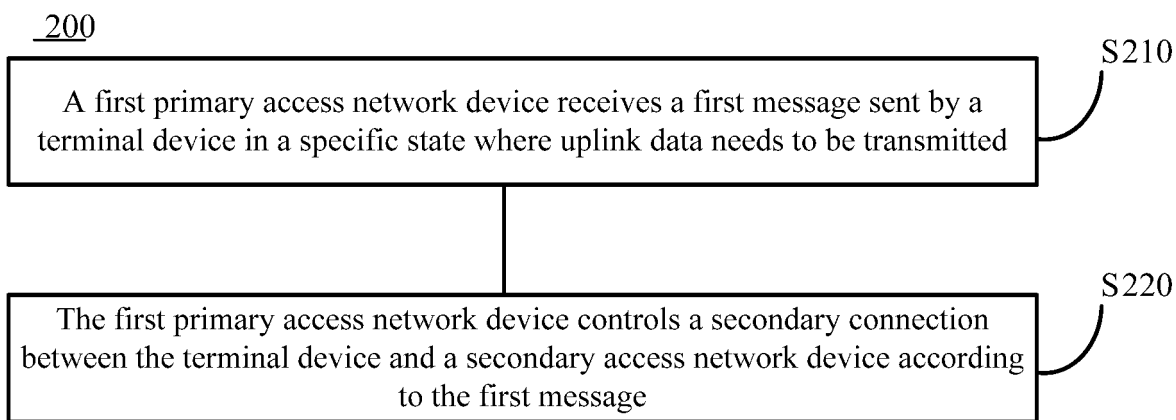 200
S210
A first primary access network device receives a first message sent by a
terminal device in a specific state where uplink data needs to be transmitted
S220
The first primary access network device controls a secondary connection
between the terminal device and a secondary access network device according
to the first message